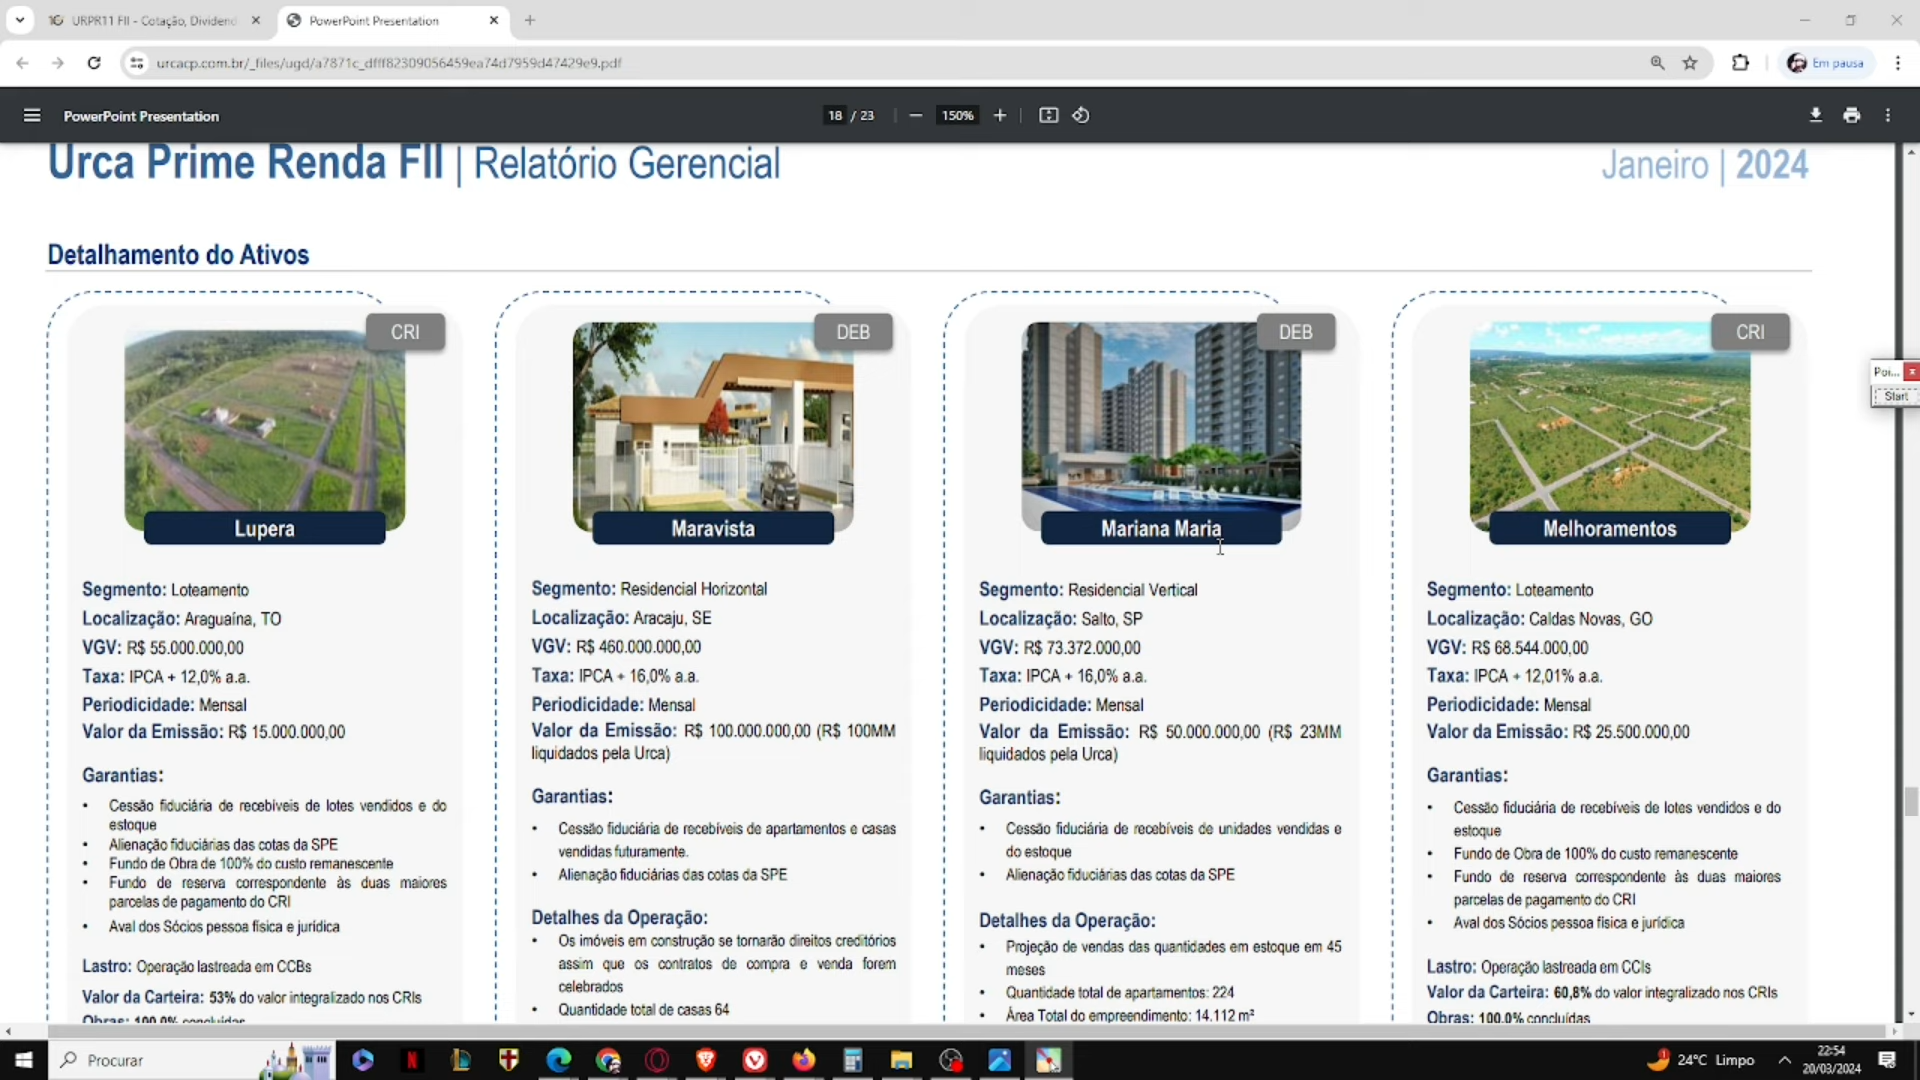 URPR11 FII - Cotação, Dividend
PowerPoint Presentation
urcacp.com.br/_files/ugd/a7871c_dfff82309056459ea74d7959d47429e9.pdf
Em pausa
PowerPoint Presentation
18 / 23
150%
Urca Prime Renda FII | Relatório Gerencial
Janeiro | 2024
Detalhamento do Ativos
CRI
Lupera
Segmento: Loteamento
Localização: Araguaína, TO
VGV: R$ 55.000.000,00
Taxa: IPCA + 12,0% a.a.
Periodicidade: Mensal
Valor da Emissão: R$ 15.000.000,00
Garantias:
• Cessão fiduciária de recebíveis de lotes vendidos e do
estoque
• Alienação fiduciárias das cotas da SPE
• Fundo de Obra de 100% do custo remanescente
• Fundo de reserva correspondente às duas maiores
parcelas de pagamento do CRI
• Aval dos Sócios pessoa física e jurídica
Lastro: Operação lastreada em CCBs
Valor da Carteira: 53% do valor integralizado nos CRIs
Obras: 100,0% concluídas
DEB
Maravista
Segmento: Residencial Horizontal
Localização: Aracaju, SE
VGV: R$ 460.000.000,00
Taxa: IPCA + 16,0% a.a.
Periodicidade: Mensal
Valor da Emissão: R$ 100.000.000,00 (R$ 100MM
liquidados pela Urca)
Garantias:
• Cessão fiduciária de recebíveis de apartamentos e casas
vendidas futuramente.
• Alienação fiduciárias das cotas da SPE
Detalhes da Operação:
• Os imóveis em construção se tornarão direitos creditórios
assim que os contratos de compra e venda forem
celebrados
• Quantidade total de casas 64
DEB
Mariana Maria
Segmento: Residencial Vertical
Localização: Salto, SP
VGV: R$ 73.372.000,00
Taxa: IPCA + 16,0% a.a.
Periodicidade: Mensal
Valor da Emissão: R$ 50.000.000,00 (R$ 23MM
liquidados pela Urca)
Garantias:
• Cessão fiduciária de recebíveis de unidades vendidas e
do estoque
• Alienação fiduciárias das cotas da SPE
Detalhes da Operação:
• Projeção de vendas das quantidades em estoque em 45
meses
• Quantidade total de apartamentos: 224
• Área Total do empreendimento: 14.112 m²
CRI
Melhoramentos
Segmento: Loteamento
Localização: Caldas Novas, GO
VGV: R$ 68.544.000,00
Taxa: IPCA + 12,01% a.a.
Periodicidade: Mensal
Valor da Emissão: R$ 25.500.000,00
Garantias:
• Cessão fiduciária de recebíveis de lotes vendidos e do
estoque
• Fundo de Obra de 100% do custo remanescente
• Fundo de reserva correspondente às duas maiores
parcelas de pagamento do CRI
• Aval dos Sócios pessoa física e jurídica
Lastro: Operação lastreada em CCIs
Valor da Carteira: 60,8% do valor integralizado nos CRIs
Obras: 100,0% concluídas
Poi...
Start
Procurar
24°C Limpo
22:54
20/03/2024